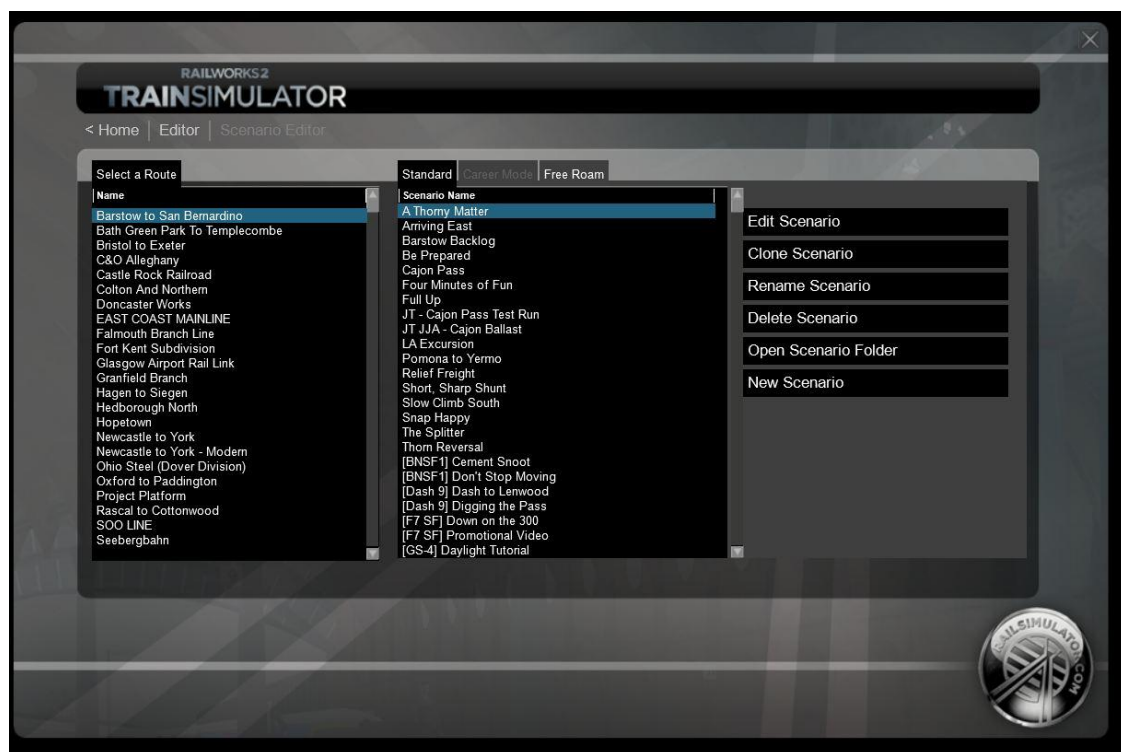 RAILWORKS2
TRAINSIMULATOR
< Home | Editor | Scenario Editor
Select a Route
Name
Barstow to San Bernardino
Bath Green Park To Templecombe
Bristol to Exeter
C&O Alleghany
Castle Rock Railroad
Colton And Northern
Doncaster Works
EAST COAST MAINLINE
Falmouth Branch Line
Fort Kent Subdivision
Glasgow Airport Rail Link
Granfield Branch
Hagen to Siegen
Hedborough North
Hopetown
Newcastle to York
Newcastle to York - Modern
Ohio Steel (Dover Division)
Oxford to Paddington
Project Platform
Rascal to Cottonwood
SOO LINE
Seebergbahn
Standard | Career Mode | Free Roam
Scenario Name
A Thorny Matter
Arriving East
Barstow Backlog
Be Prepared
Cajon Pass
Four Minutes of Fun
Full Up
JT - Cajon Pass Test Run
JT JJA - Cajon Ballast
LA Excursion
Pomona to Yermo
Relief Freight
Short, Sharp Shunt
Slow Climb South
Snap Happy
The Splitter
Thorn Reversal
[BNSF1] Cement Snoot
[BNSF1] Don't Stop Moving
[Dash 9] Dash to Lenwood
[Dash 9] Digging the Pass
[F7 SF] Down on the 300
[F7 SF] Promotional Video
[GS-4] Daylight Tutorial
Edit Scenario
Clone Scenario
Rename Scenario
Delete Scenario
Open Scenario Folder
New Scenario
RAILSIMULATOR.COM